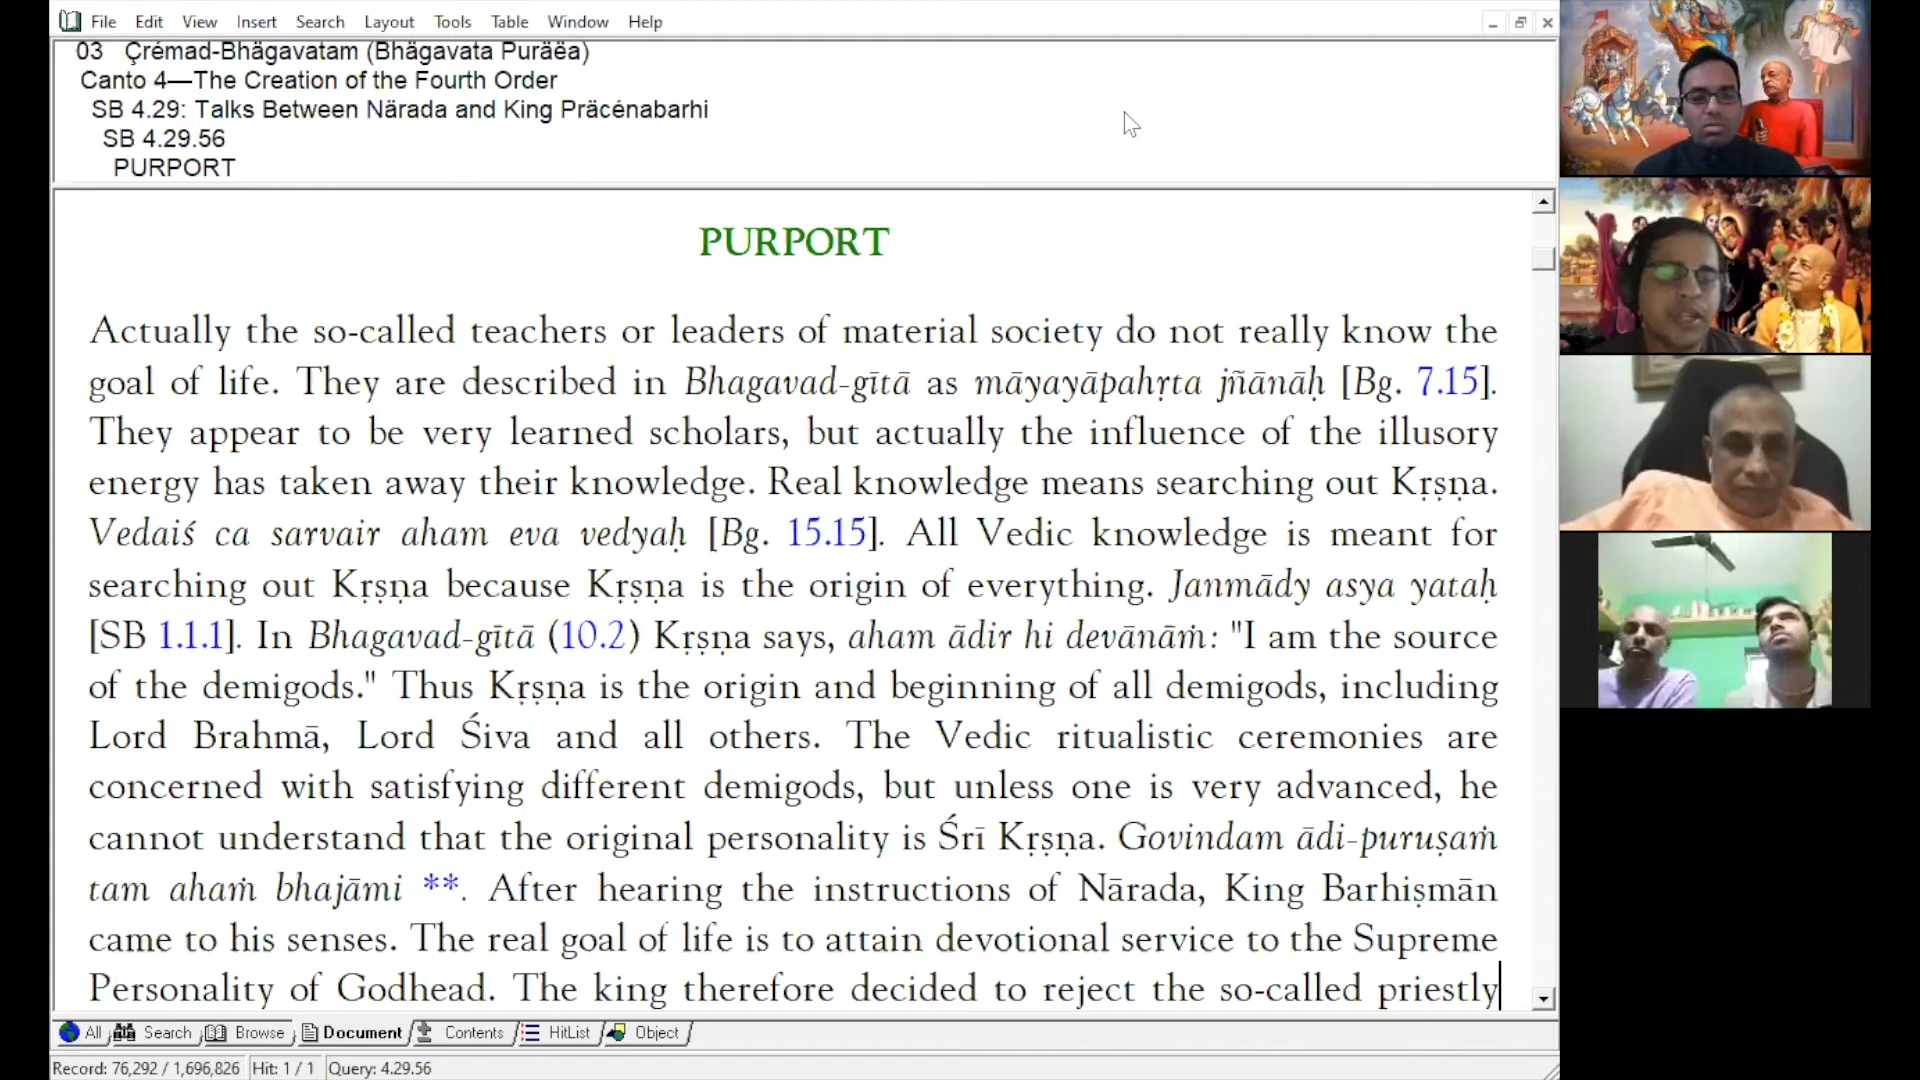 File Edit View Insert Search Layout Tools Table Window Help
03 Çrémad-Bhägavatam (Bhägavata Puräëa)
Canto 4—The Creation of the Fourth Order
SB 4.29: Talks Between Närada and King Präcénabarhi
SB 4.29.56
PURPORT
PURPORT
Actually the so-called teachers or leaders of material society do not really know the
goal of life. They are described in Bhagavad-gītā as māyayāpahṛta jñānāḥ [Bg. 7.15].
They appear to be very learned scholars, but actually the influence of the illusory
energy has taken away their knowledge. Real knowledge means searching out Kṛṣṇa.
Vedaiś ca sarvair aham eva vedyaḥ [Bg. 15.15]. All Vedic knowledge is meant for
searching out Kṛṣṇa because Kṛṣṇa is the origin of everything. Janmādy asya yataḥ
[SB 1.1.1]. In Bhagavad-gītā (10.2) Kṛṣṇa says, aham ādir hi devānāṁ: "I am the source
of the demigods." Thus Kṛṣṇa is the origin and beginning of all demigods, including
Lord Brahmā, Lord Śiva and all others. The Vedic ritualistic ceremonies are
concerned with satisfying different demigods, but unless one is very advanced, he
cannot understand that the original personality is Śrī Kṛṣṇa. Govindam ādi-puruṣaṁ
tam ahaṁ bhajāmi **. After hearing the instructions of Nārada, King Barhiṣmān
came to his senses. The real goal of life is to attain devotional service to the Supreme
Personality of Godhead. The king therefore decided to reject the so-called priestly
All Search Browse Document Contents HitList Object
Record: 76,292 / 1,696,826 Hit: 1 / 1 Query: 4.29.56